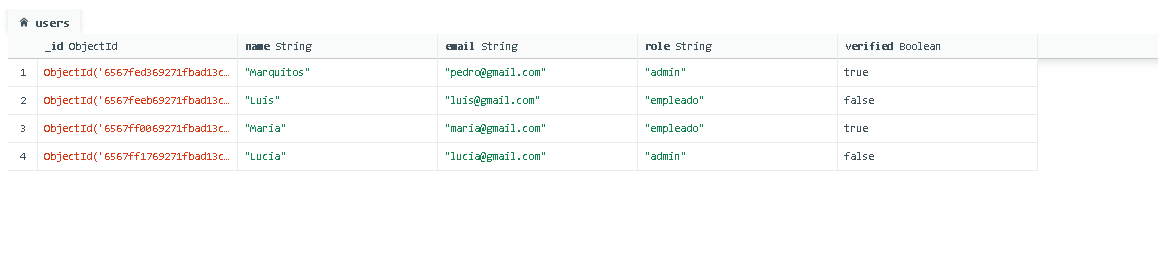 users
_id ObjectId name String email String role String verified Boolean
1 ObjectId('6567fed369271fbad13c… "Marquitos" "pedro@gmail.com" "admin" true
2 ObjectId('6567feeb69271fbad13c… "Luis" "luis@gmail.com" "empleado" false
3 ObjectId('6567ff0069271fbad13c… "Maria" "maria@gmail.com" "empleado" true
4 ObjectId('6567ff1769271fbad13c… "Lucia" "lucia@gmail.com" "admin" false